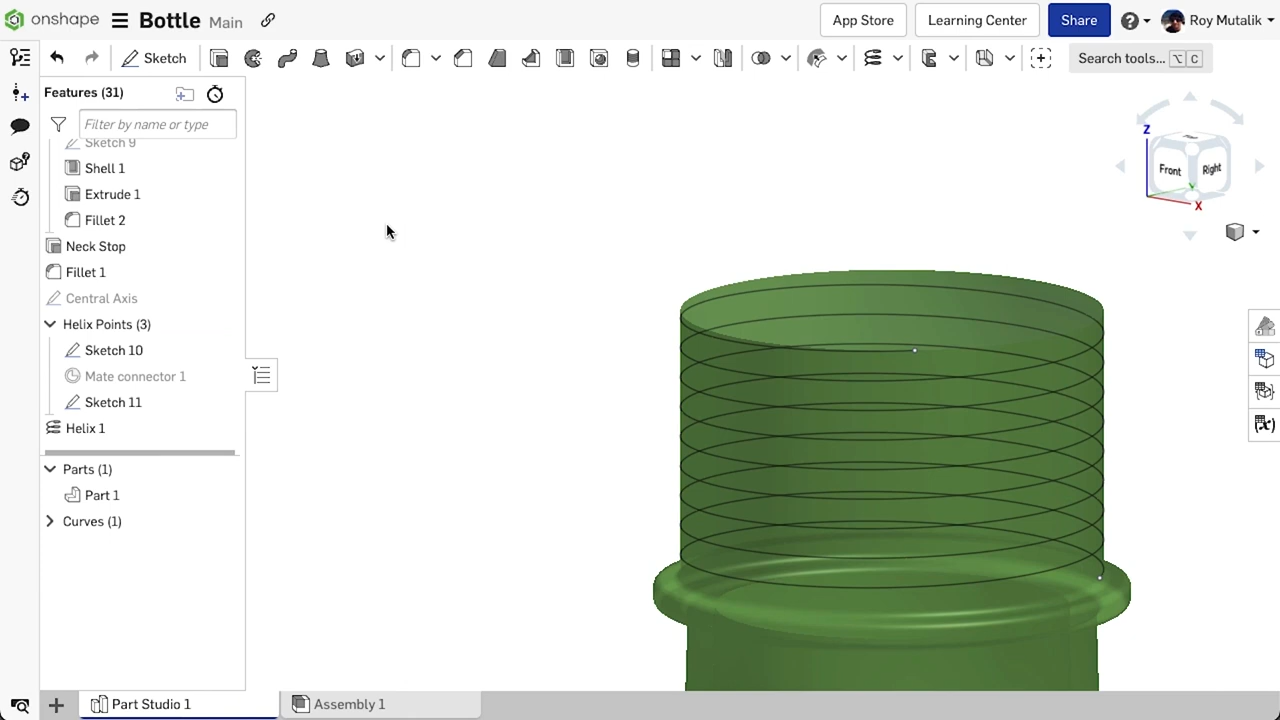 onshape Bottle Main App Store Learning Center Share Roy Mutalik
Sketch Search tools... ⌥ C
Features (31)
Filter by name or type
Sketch 9
Shell 1
Extrude 1
Fillet 2
Neck Stop
Fillet 1
Central Axis
Helix Points (3)
Sketch 10
Mate connector 1
Sketch 11
Helix 1
Parts (1)
Part 1
Curves (1)
Z
Front Right
X
(x)
Part Studio 1 Assembly 1